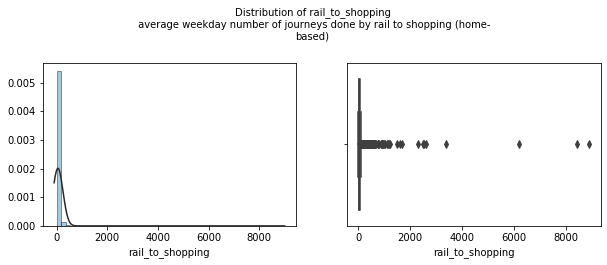 Distribution of rail_to_shopping
average weekday number of journeys done by rail to shopping (home-
based)
0.005
0.004
0.003
0.002
0.001
0.000
0 2000 4000 6000 8000
rail_to_shopping
0 2000 4000 6000 8000
rail_to_shopping